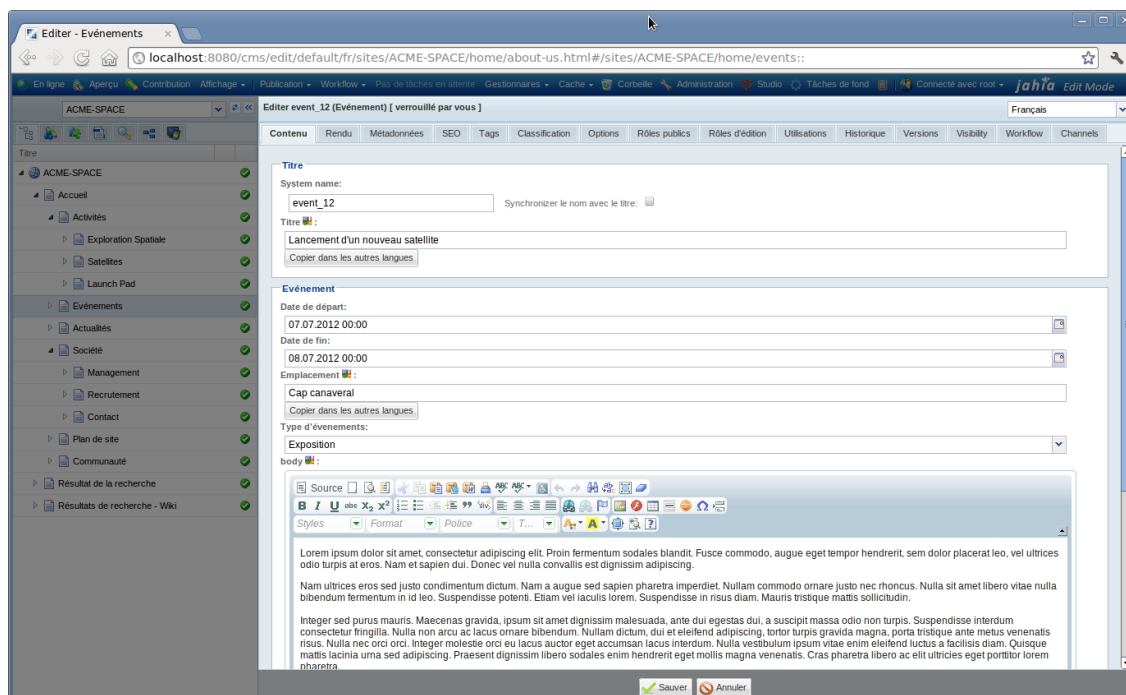 Editer - Evénements
localhost:8080/cms/edit/default/fr/sites/ACME-SPACE/home/about-us.html#/sites/ACME-SPACE/home/events::
En ligne Aperçu Contribution Affichage Publication Workflow Pas de tâches en attente Gestionnaires Cache Corbeille Administration Studio Tâches de fond Connecté avec root jahia Edit Mode
ACME-SPACE
Editer event_12 (Evénement) [ verrouillé par vous ]
Français
Contenu Rendu Métadonnées SEO Tags Classification Options Rôles publics Rôles d'édition Utilisations Historique Versions Visibility Workflow Channels
Titre
ACME-SPACE
Accueil
Activités
Exploration Spatiale
Satellites
Launch Pad
Evénements
Actualités
Société
Management
Recrutement
Contact
Plan de site
Communauté
Résultat de la recherche
Résultats de recherche - Wiki
Titre
System name:
event_12
Synchronizer le nom avec le titre:
Titre :
Lancement d'un nouveau satellite
Copier dans les autres langues
Evénement
Date de départ:
07.07.2012 00:00
Date de fin:
08.07.2012 00:00
Emplacement :
Cap canaveral
Copier dans les autres langues
Type d'évenements:
Exposition
body :
Source
B I U abc X₂ X²
Styles Format Police T...
Lorem ipsum dolor sit amet, consectetur adipiscing elit. Proin fermentum sodales blandit. Fusce commodo, augue eget tempor hendrerit, sem dolor placerat leo, vel ultrices
odio turpis at eros. Nam et sapien dui. Donec vel nulla convallis est dignissim adipiscing.
Nam ultrices eros sed justo condimentum dictum. Nam a augue sed sapien pharetra imperdiet. Nullam commodo ornare justo nec rhoncus. Nulla sit amet libero vitae nulla
bibendum fermentum in id leo. Suspendisse potenti. Etiam vel iaculis lorem. Suspendisse in risus diam. Mauris tristique mattis sollicitudin.
Integer sed purus mauris. Maecenas gravida, ipsum sit amet dignissim malesuada, ante dui egestas dui, a suscipit massa odio non turpis. Suspendisse interdum
consectetur fringilla. Nulla non arcu ac lacus ornare bibendum. Nullam dictum, dui et eleifend adipiscing, tortor turpis gravida magna, porta tristique ante metus venenatis
risus. Nulla nec orci orci. Integer molestie orci eu lacus auctor eget accumsan lacus interdum. Nulla vestibulum ipsum vitae enim eleifend luctus a facilisis diam. Quisque
mattis lacinia urna sed adipiscing. Praesent dignissim libero sodales enim hendrerit eget mollis magna venenatis. Cras pharetra libero ac elit ultricies eget porttitor lorem
pharetra.
Sauver Annuler